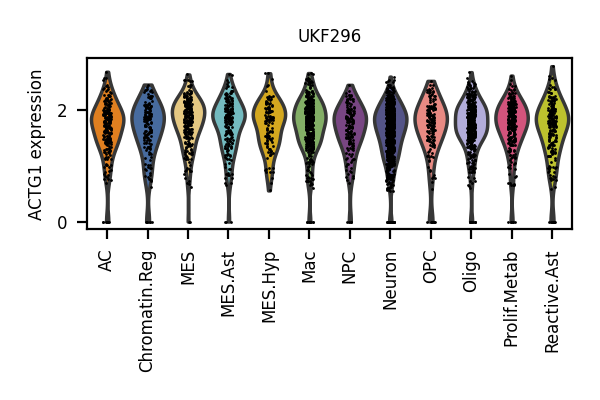 UKF296
ACTG1 expression
2
0
AC
Chromatin.Reg
MES
MES.Ast
MES.Hyp
Mac
NPC
Neuron
OPC
Oligo
Prolif.Metab
Reactive.Ast